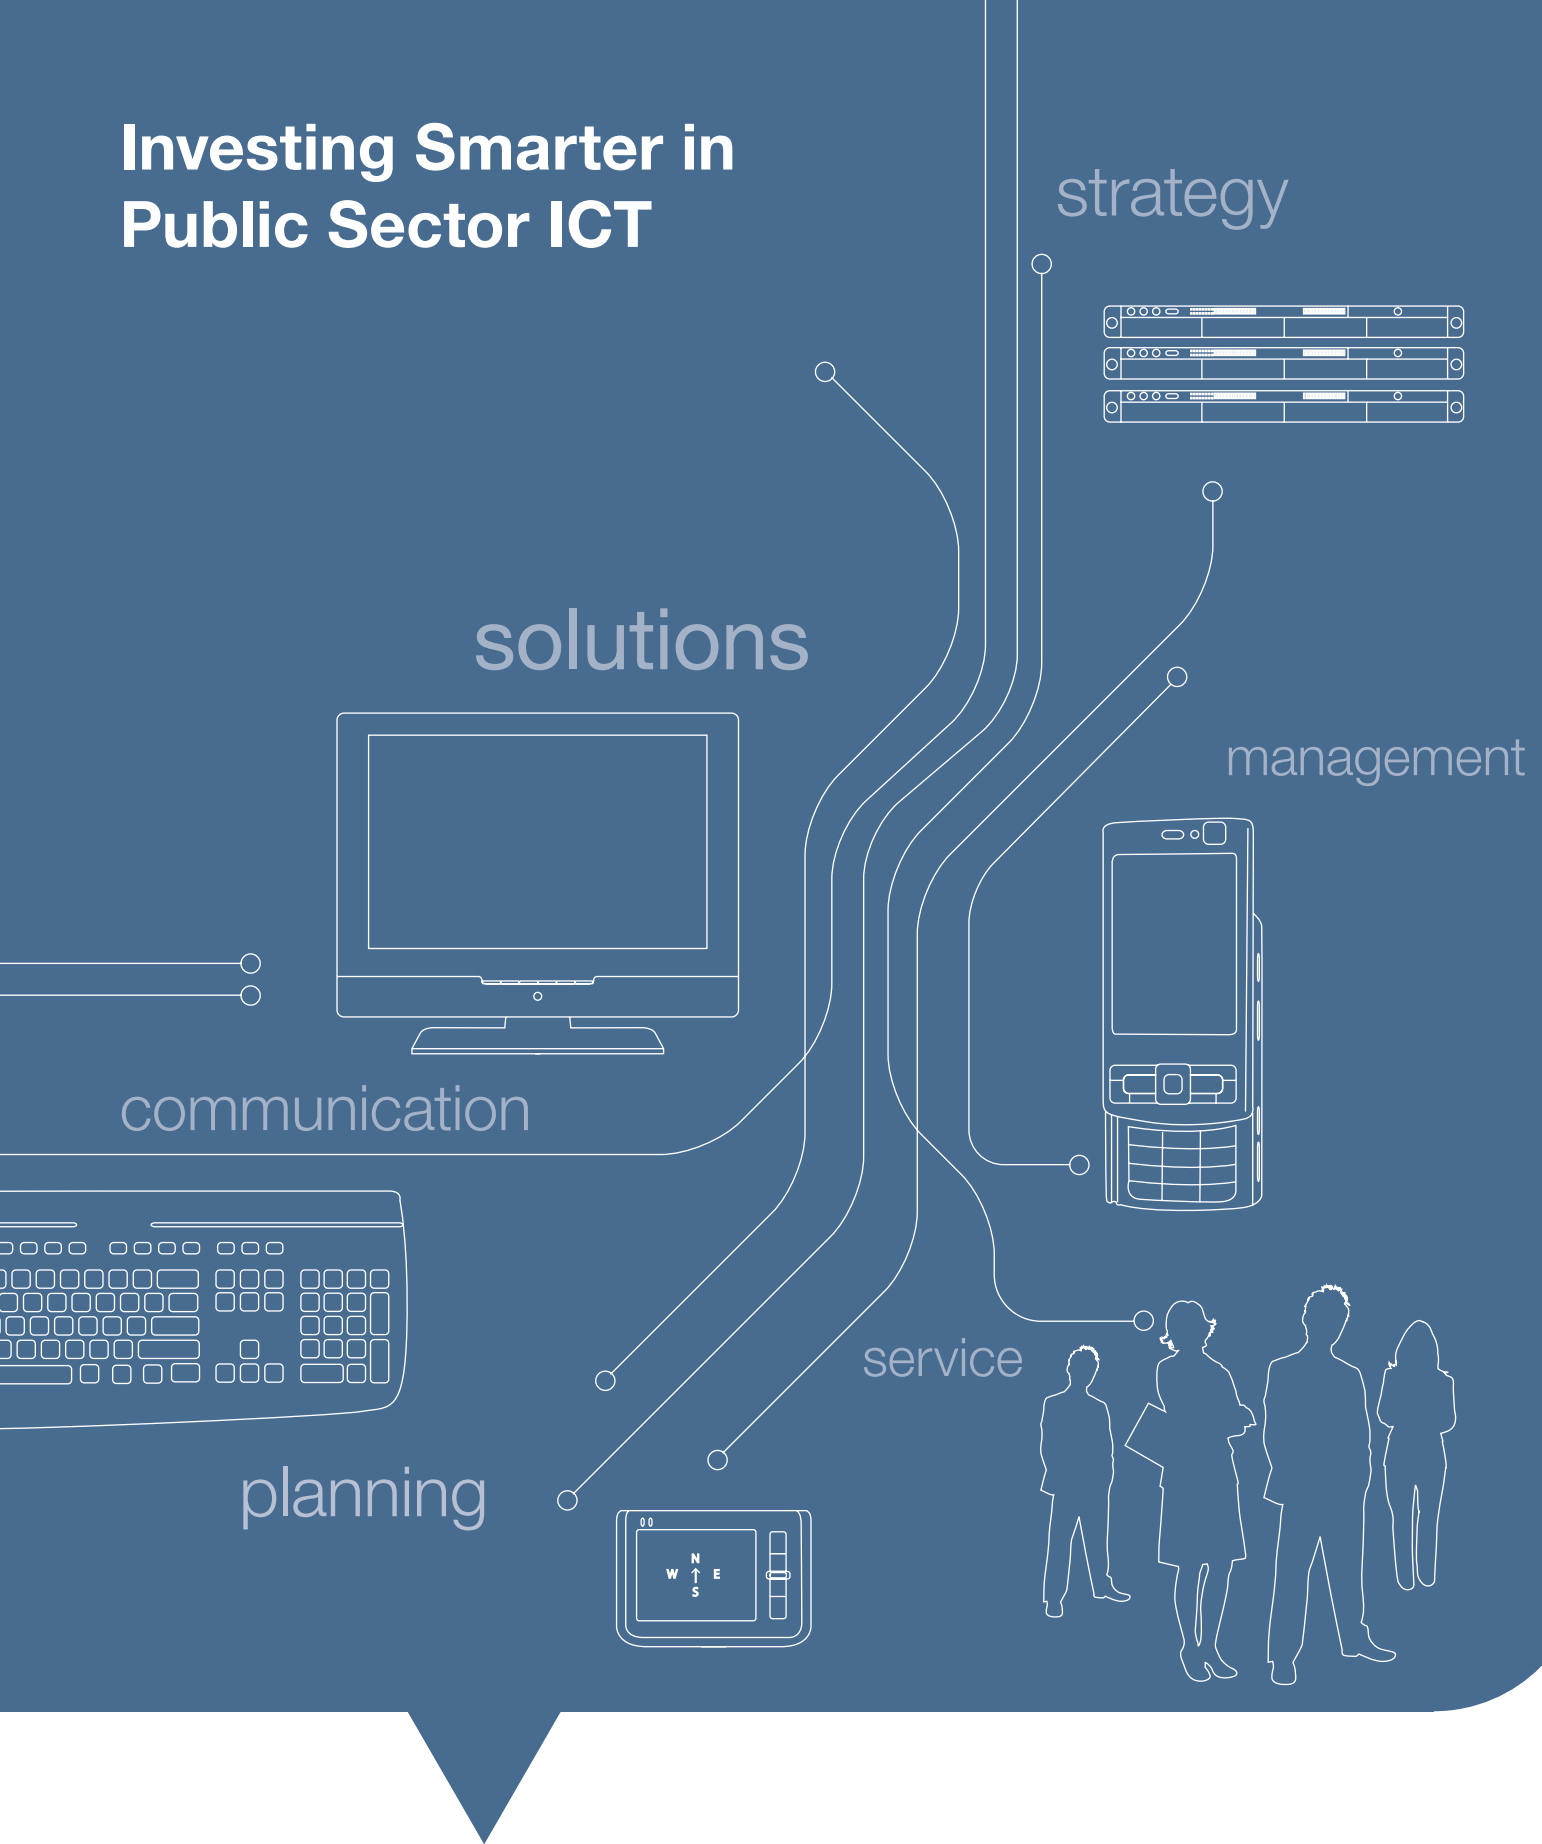 Investing Smarter in
Public Sector ICT
strategy
solutions
management
communication
service
planning
N
W E
S